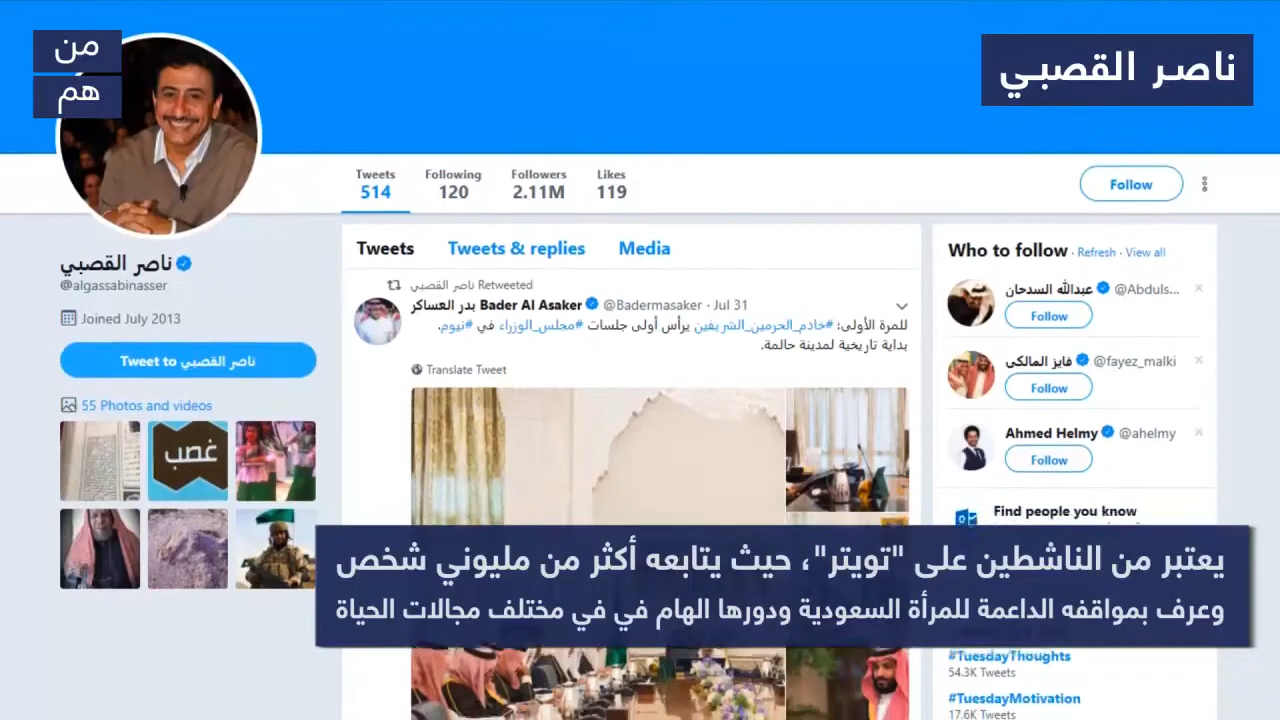 من
هم
ناصر القصبي
Tweets
514
Following
120
Followers
2.11M
Likes
119
Follow
ناصر القصبي
@algassabinasser
Joined July 2013
Tweet to ناصر القصبي
55 Photos and videos
غصب
Tweets
Tweets & replies
Media
ناصر القصبي Retweeted
بدر العساكر Bader Al Asaker @Badermasaker · Jul 31
للمرة الأولى: #خادم_الحرمين_الشريفين يرأس أولى جلسات #مجلس_الوزراء في #نيوم.
بداية تاريخية لمدينة حالمة.
Translate Tweet
Who to follow · Refresh · View all
عبدالله السدحان @Abduls...
Follow
فايز المالكي @fayez_malki
Follow
Ahmed Helmy @ahelmy
Follow
Find people you know
يعتبر من الناشطين على "تويتر"، حيث يتابعه أكثر من مليوني شخص
وعرف بمواقفه الداعمة للمرأة السعودية ودورها الهام في في مختلف مجالات الحياة
#TuesdayThoughts
54.3K Tweets
#TuesdayMotivation
17.6K Tweets